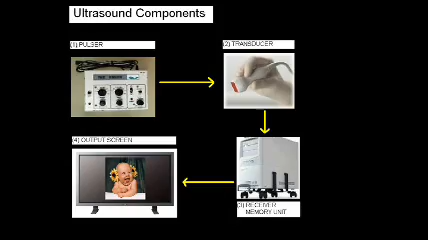 Ultrasound Components
(1) PULSER
(2) TRANSDUCER
(4) OUTPUT SCREEN
(3) RECEIVER
MEMORY UNIT